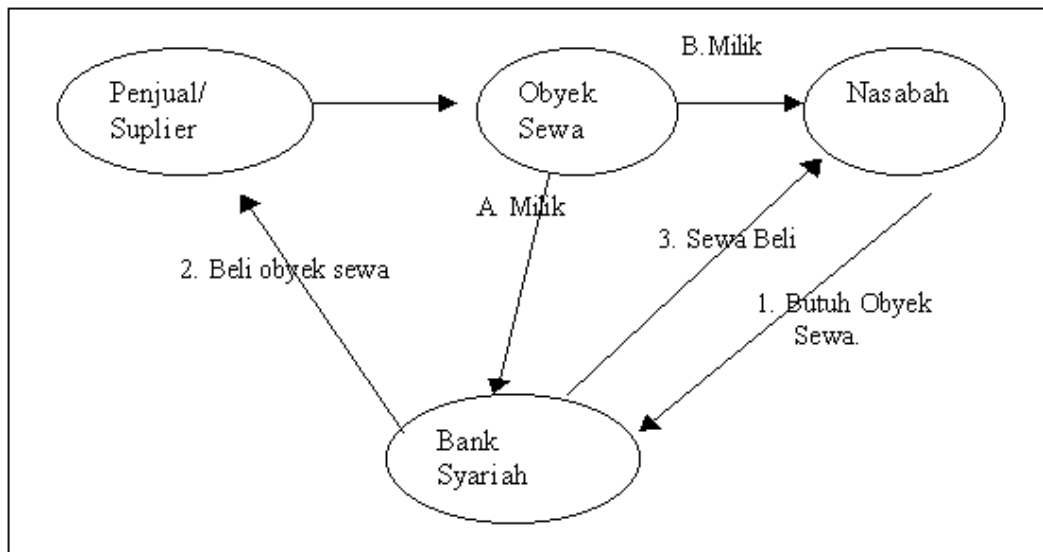 B. Milik
Penjual/
Suplier
Obyek
Sewa
Nasabah
A. Milik
3. Sewa Beli
2. Beli obyek sewa
1. Butuh Obyek
Sewa.
Bank
Syariah